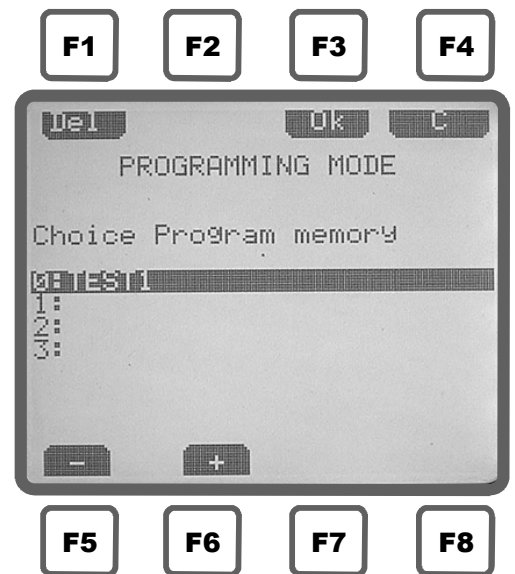 F1 F2 F3 F4
Del Ok C
PROGRAMMING MODE
Choice Program memory
0:TEST1
1:
2:
3:
- +
F5 F6 F7 F8